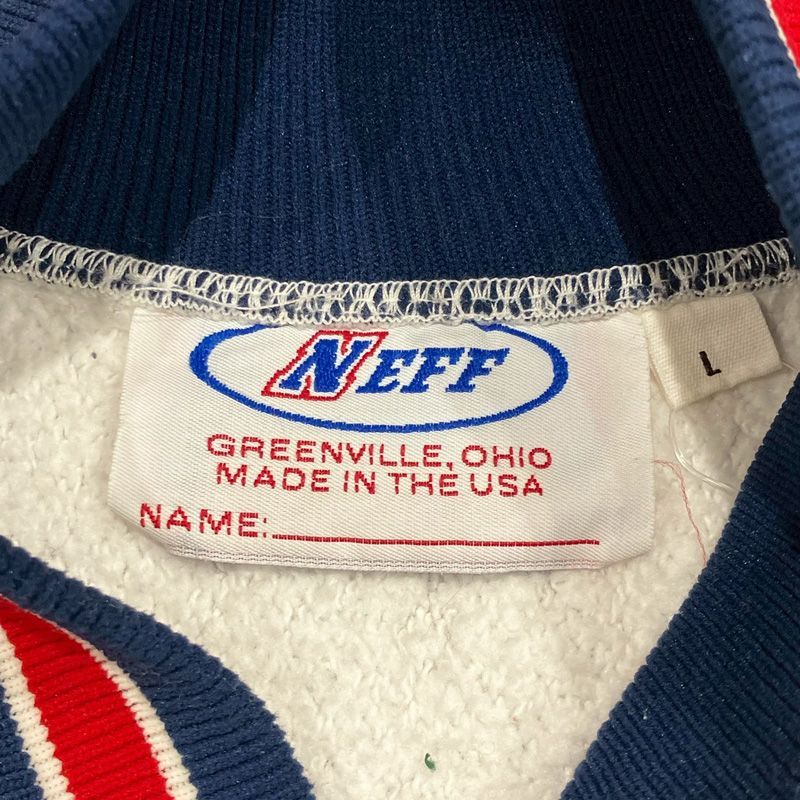 NEFF
L
GREENVILLE, OHIO
MADE IN THE USA
NAME: